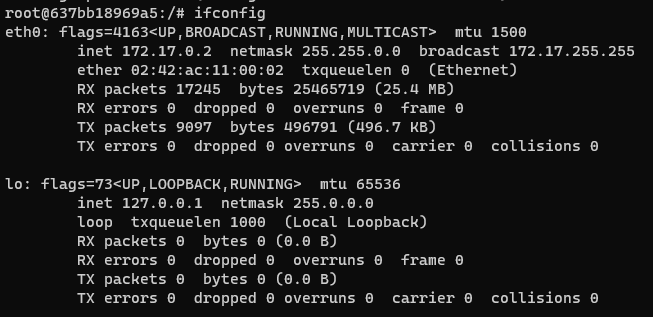 root@637bb18969a5:/# ifconfig
eth0: flags=4163<UP,BROADCAST,RUNNING,MULTICAST>  mtu 1500
        inet 172.17.0.2  netmask 255.255.0.0  broadcast 172.17.255.255
        ether 02:42:ac:11:00:02  txqueuelen 0  (Ethernet)
        RX packets 17245  bytes 25465719 (25.4 MB)
        RX errors 0  dropped 0  overruns 0  frame 0
        TX packets 9097  bytes 496791 (496.7 KB)
        TX errors 0  dropped 0 overruns 0  carrier 0  collisions 0

lo: flags=73<UP,LOOPBACK,RUNNING>  mtu 65536
        inet 127.0.0.1  netmask 255.0.0.0
        loop  txqueuelen 1000  (Local Loopback)
        RX packets 0  bytes 0 (0.0 B)
        RX errors 0  dropped 0  overruns 0  frame 0
        TX packets 0  bytes 0 (0.0 B)
        TX errors 0  dropped 0 overruns 0  carrier 0  collisions 0